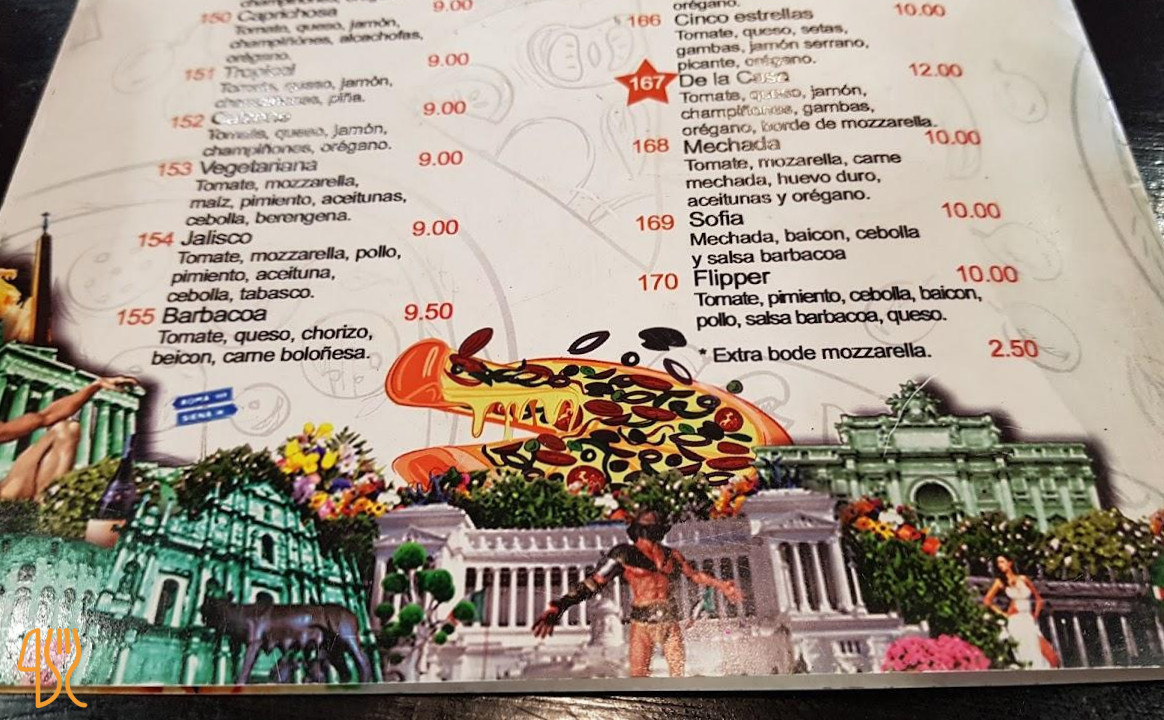 champiñones, orégano.
150 Caprichosa 9.00
Tomate, queso, jamón,
champiñones, alcachofas,
orégano.
151 Tropical 9.00
Tomate, queso, jamón,
champiñones, piña.
152 9.00
Tomate, queso, jamón,
champiñones, orégano.
153 Vegetariana 9.00
Tomate, mozzarella,
maíz, pimiento, aceitunas,
cebolla, berengena.
154 Jalisco 9.00
Tomate, mozzarella, pollo,
pimiento, aceituna,
cebolla, tabasco.
155 Barbacoa 9.50
Tomate, queso, chorizo,
beicon, carne boloñesa.
ROMA
SIENA
orégano.
166 Cinco estrellas 10.00
Tomate, queso, setas,
gambas, jamón serrano,
picante, orégano.
167 De la Casa 12.00
Tomate, queso, jamón,
champiñones, gambas,
orégano, borde de mozzarella.
168 Mechada 10.00
Tomate, mozarella, carne
mechada, huevo duro,
aceitunas y orégano.
169 Sofia 10.00
Mechada, baicon, cebolla
y salsa barbacoa
170 Flipper 10.00
Tomate, pimiento, cebolla, baicon,
pollo, salsa barbacoa, queso.
* Extra bode mozzarella. 2.50